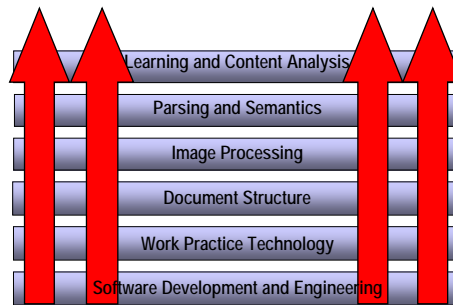 Learning and Content Analysis
Parsing and Semantics
Image Processing
Document Structure
Work Practice Technology
Software Development and Engineering